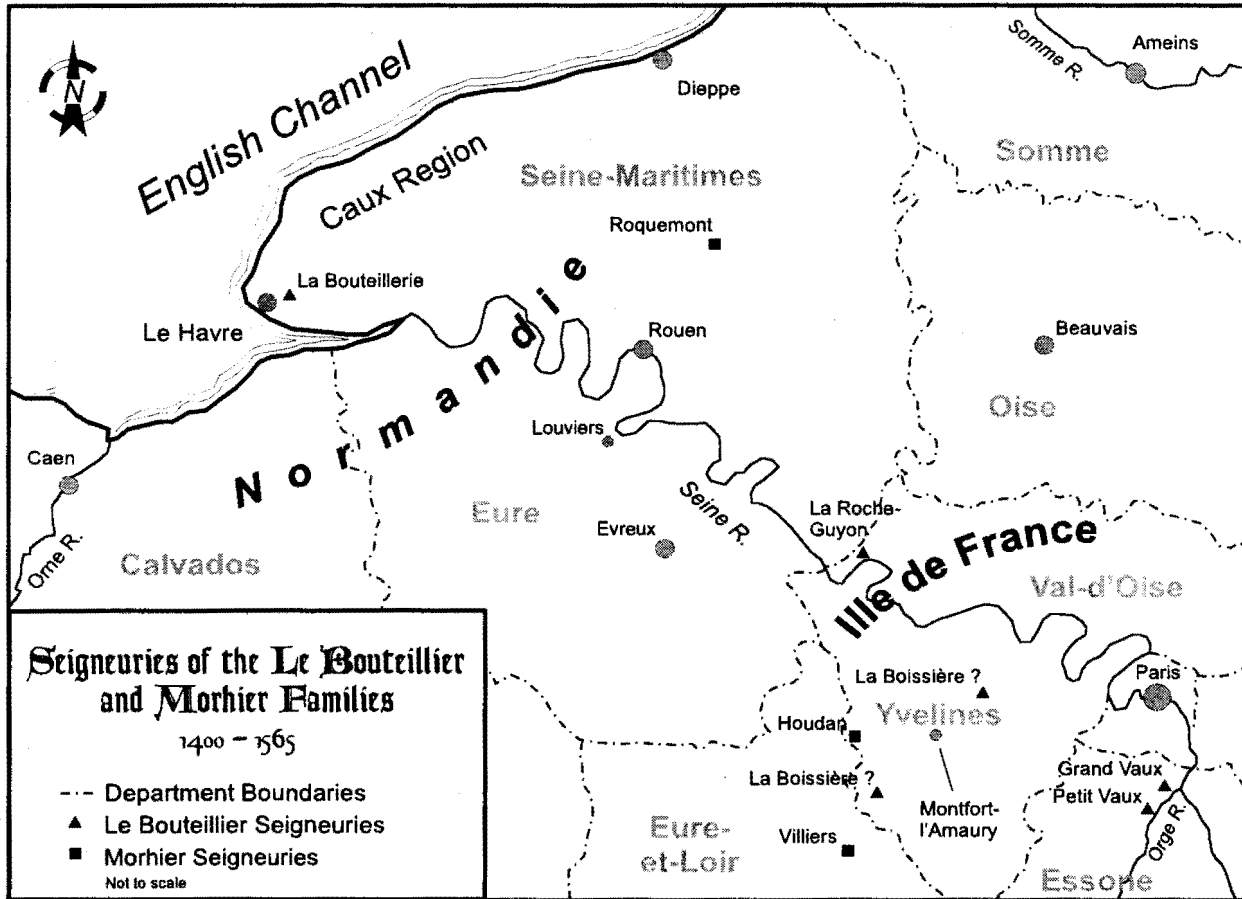 N
English Channel
Caux Region
Dieppe
Somme R.
Ameins
Somme
Seine-Maritimes
Roquemont
La Bouteillerie
Le Havre
Normandie
Rouen
Beauvais
Oise
Louviers
Caen
Orne R.
Calvados
Eure
Evreux
Seine R.
La Roche-
Guyon
Ille de France
Val-d'Oise
La Boissière ?
Yvelines
Paris
Houdan
La Boissière ?
Montfort-
l'Amaury
Grand Vaux
Petit Vaux
Orge R.
Eure-
et-Loir
Villiers
Essone
Seigneuries of the Le Bouteillier
and Morhier Families
1400 – 1565
Department Boundaries
Le Bouteillier Seigneuries
Morhier Seigneuries
Not to scale